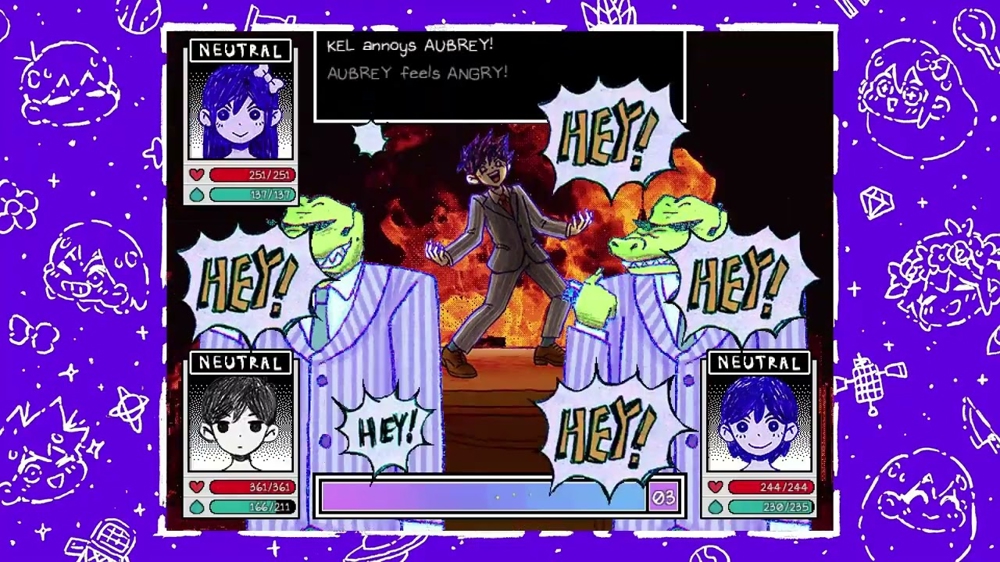 NEUTRAL
KEL annoys AUBREY!
AUBREY feels ANGRY!
251/251
137/137
HEY!
HEY!
HEY!
NEUTRAL
NEUTRAL
HEY!
HEY!
361/361
166/211
03
244/244
230/235